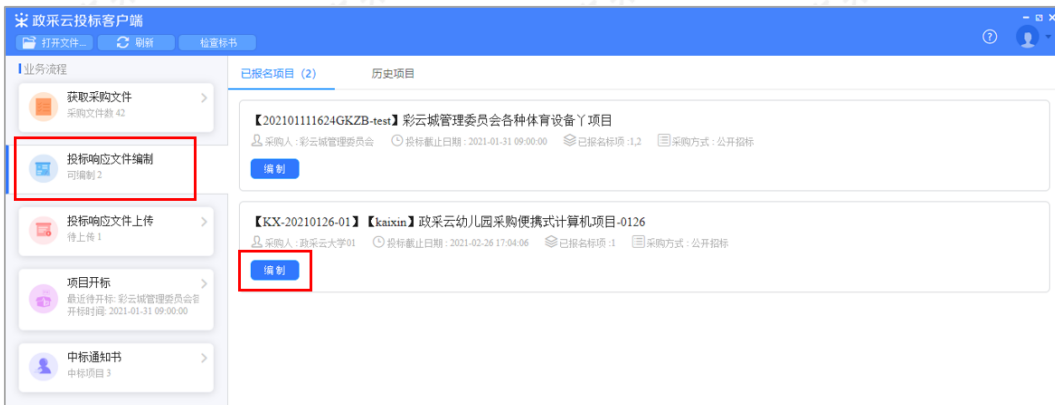 政采云投标客户端
打开文件... 刷新 检查标书
业务流程
获取采购文件
采购文件数 42
投标响应文件编制
可编制 2
投标响应文件上传
待上传 1
项目开标
最近待开标: 彩云城管理委员会各
开标时间: 2021-01-31 09:00:00
中标通知书
中标项目 3
已报名项目（2） 历史项目
【202101111624GKZB-test】彩云城管理委员会各种体育设备丫项目
采购人 : 彩云城管理委员会 投标截止日期 : 2021-01-31 09:00:00 已报名标项 :1,2 采购方式 : 公开招标
编制
【KX-20210126-01】【kaixin】政采云幼儿园采购便携式计算机项目-0126
采购人 : 政采云大学01 投标截止日期 : 2021-02-26 17:04:06 已报名标项 :1 采购方式 : 公开招标
编制